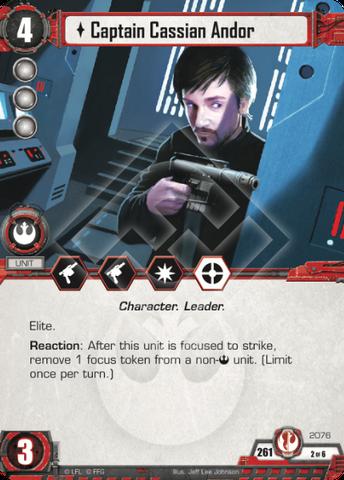 4
Captain Cassian Andor
UNIT
Character. Leader.
Elite.
Reaction: After this unit is focused to strike,
remove 1 focus token from a non- unit. (Limit
once per turn.)
3
2076
261
2 of 6
© LFL © FFG
Illus. Jeff Lee Johnson